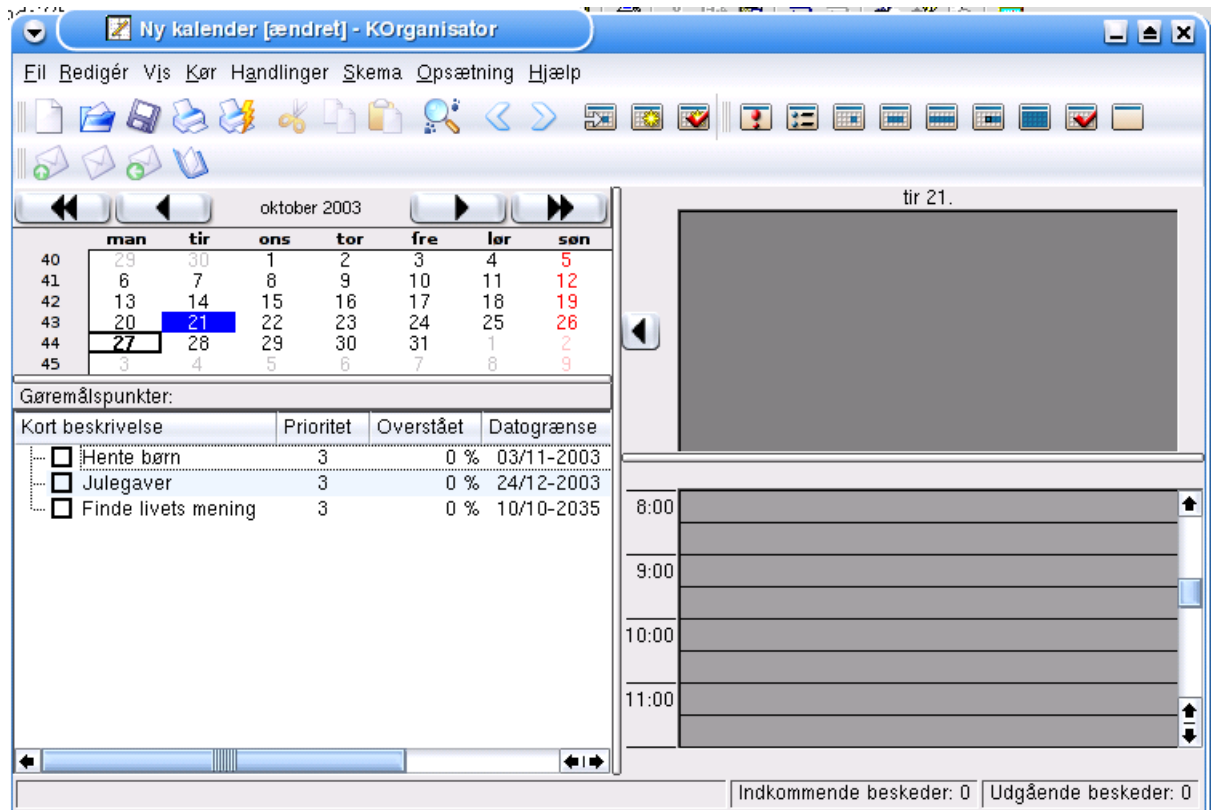 Ny kalender [ændret] - KOrganisator
Fil Redigér Vis Kør Handlinger Skema Opsætning Hjælp
oktober 2003
man tir ons tor fre lør søn
40 29 30 1 2 3 4 5
41 6 7 8 9 10 11 12
42 13 14 15 16 17 18 19
43 20 21 22 23 24 25 26
44 27 28 29 30 31 1 2
45 3 4 5 6 7 8 9
Gøremålspunkter:
Kort beskrivelse Prioritet Overstået Datogrænse
Hente børn 3 0 % 03/11-2003
Julegaver 3 0 % 24/12-2003
Finde livets mening 3 0 % 10/10-2035
tir 21.
8:00
9:00
10:00
11:00
Indkommende beskeder: 0 Udgående beskeder: 0